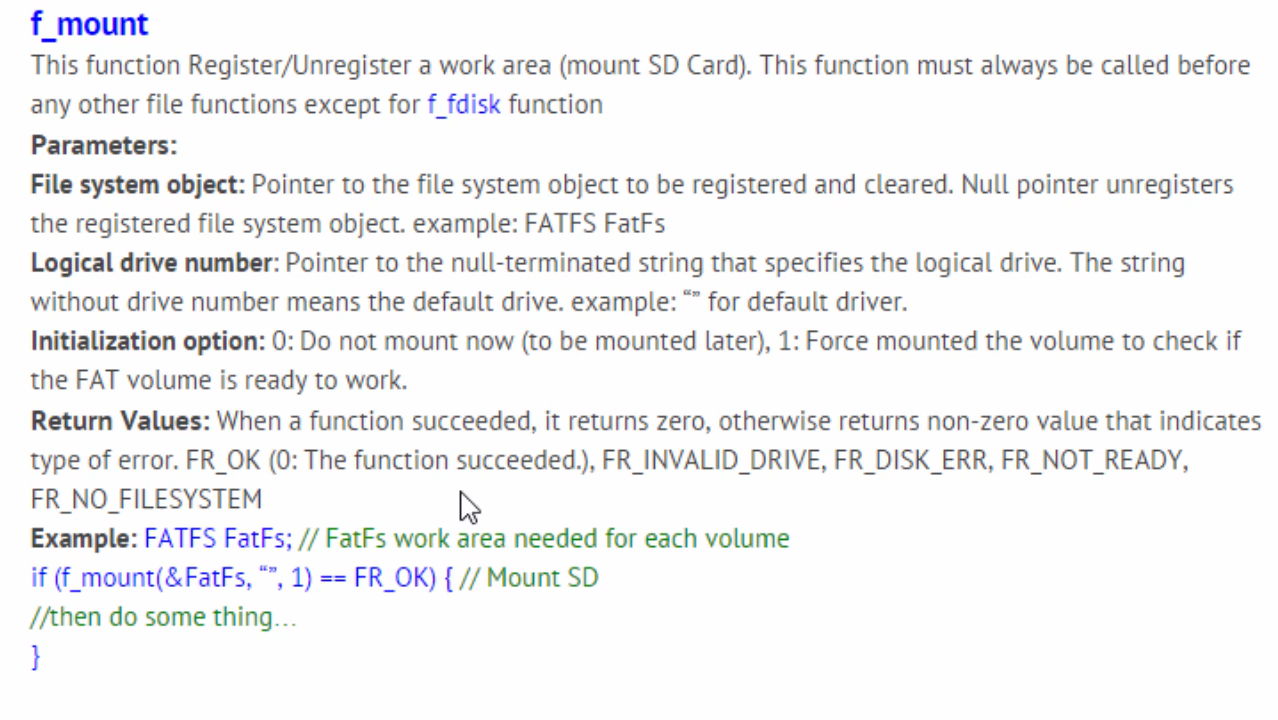 f_mount
This function Register/Unregister a work area (mount SD Card). This function must always be called before
any other file functions except for f_fdisk function
Parameters:
File system object: Pointer to the file system object to be registered and cleared. Null pointer unregisters
the registered file system object. example: FATFS FatFs
Logical drive number: Pointer to the null-terminated string that specifies the logical drive. The string
without drive number means the default drive. example: “” for default driver.
Initialization option: 0: Do not mount now (to be mounted later), 1: Force mounted the volume to check if
the FAT volume is ready to work.
Return Values: When a function succeeded, it returns zero, otherwise returns non-zero value that indicates
type of error. FR_OK (0: The function succeeded.), FR_INVALID_DRIVE, FR_DISK_ERR, FR_NOT_READY,
FR_NO_FILESYSTEM
Example: FATFS FatFs; // FatFs work area needed for each volume
if (f_mount(&FatFs, “”, 1) == FR_OK) { // Mount SD
//then do some thing…
}